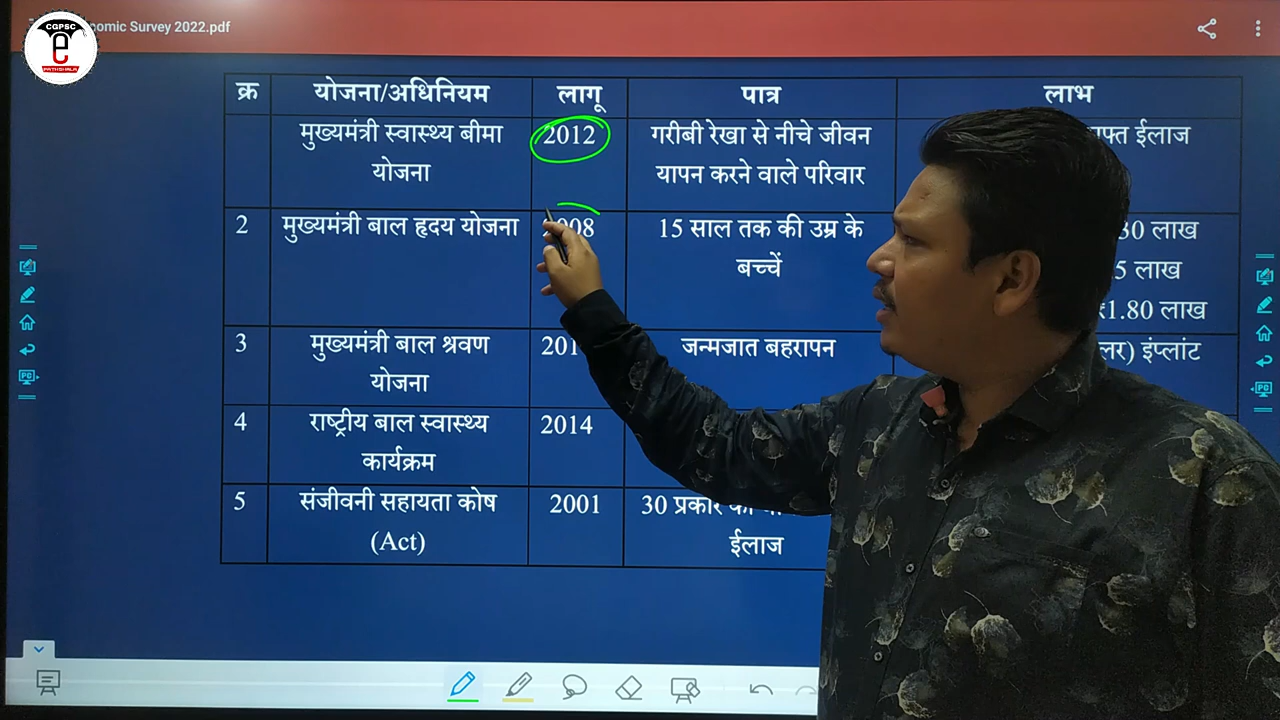 CGPSC
e
PATHSHALA
omic Survey 2022.pdf
क्र योजना/अधिनियम लागू पात्र लाभ
मुख्यमंत्री स्वास्थ्य बीमा योजना 2012 गरीबी रेखा से नीचे जीवन यापन करने वाले परिवार ईलाज
2 मुख्यमंत्री बाल हृदय योजना 2008 15 साल तक की उम्र के बच्चें 30 लाख
5 लाख
₹1.80 लाख
3 मुख्यमंत्री बाल श्रवण योजना जन्मजात बहरापन इंप्लांट
4 राष्ट्रीय बाल स्वास्थ्य कार्यक्रम 2014
5 संजीवनी सहायता कोष (Act) 2001 30 प्रकार ईलाज